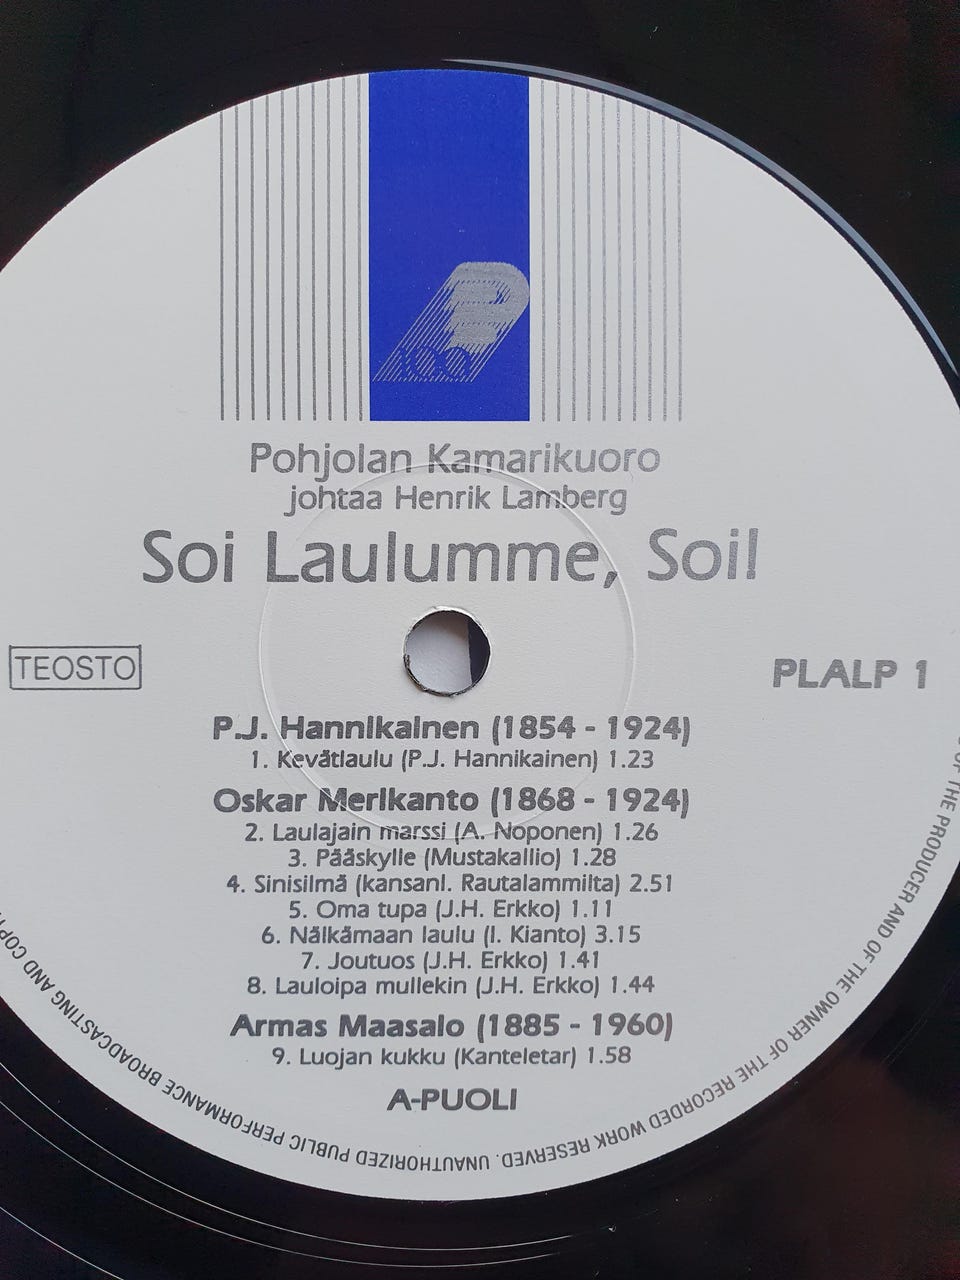 P
100
Pohjolan Kamarikuoro
johtaa Henrik Lamberg
Soi Laulumme, Soi!
TEOSTO
PLALP 1
P.J. Hannikainen (1854 - 1924)
1. Kevätlaulu (P.J. Hannikainen) 1.23
Oskar Merikanto (1868 - 1924)
2. Laulajain marssi (A. Noponen) 1.26
3. Pääskylle (Mustakallio) 1.28
4. Sinisilmä (kansanl. Rautalammilta) 2.51
5. Oma tupa (J.H. Erkko) 1.11
6. Nälkämaan laulu (I. Kianto) 3.15
7. Joutuos (J.H. Erkko) 1.41
8. Lauloipa mullekin (J.H. Erkko) 1.44
Armas Maasalo (1885 - 1960)
9. Luojan kukku (Kanteletar) 1.58
A-PUOLI
OF THE PRODUCER AND OF THE OWNER OF THE RECORDED WORK RESERVED. UNAUTHORIZED PUBLIC PERFORMANCE BROADCASTING AND